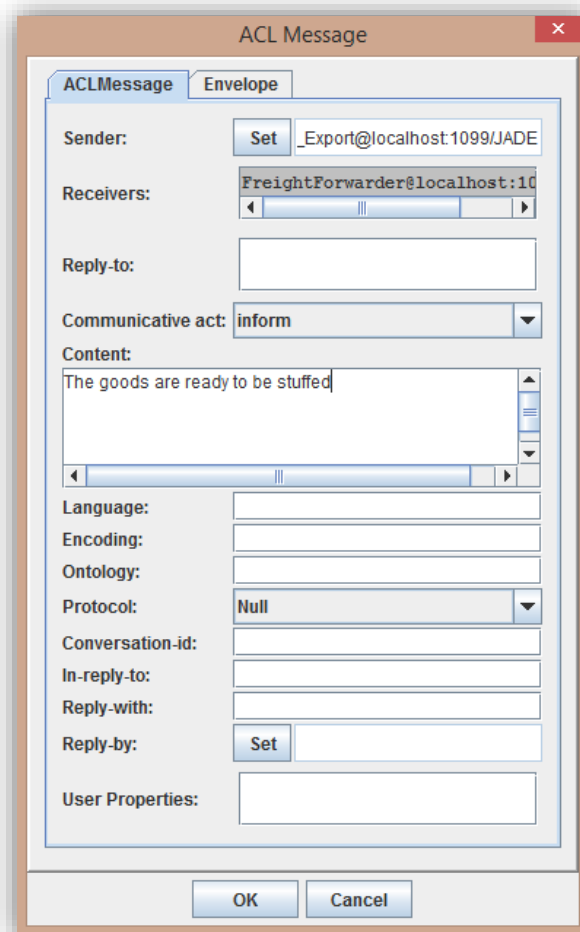 ACL Message
ACLMessage Envelope
Sender: Set _Export@localhost:1099/JADE
Receivers: FreightForwarder@localhost:10
Reply-to:
Communicative act: inform
Content:
The goods are ready to be stuffed
Language:
Encoding:
Ontology:
Protocol: Null
Conversation-id:
In-reply-to:
Reply-with:
Reply-by: Set
User Properties:
OK Cancel